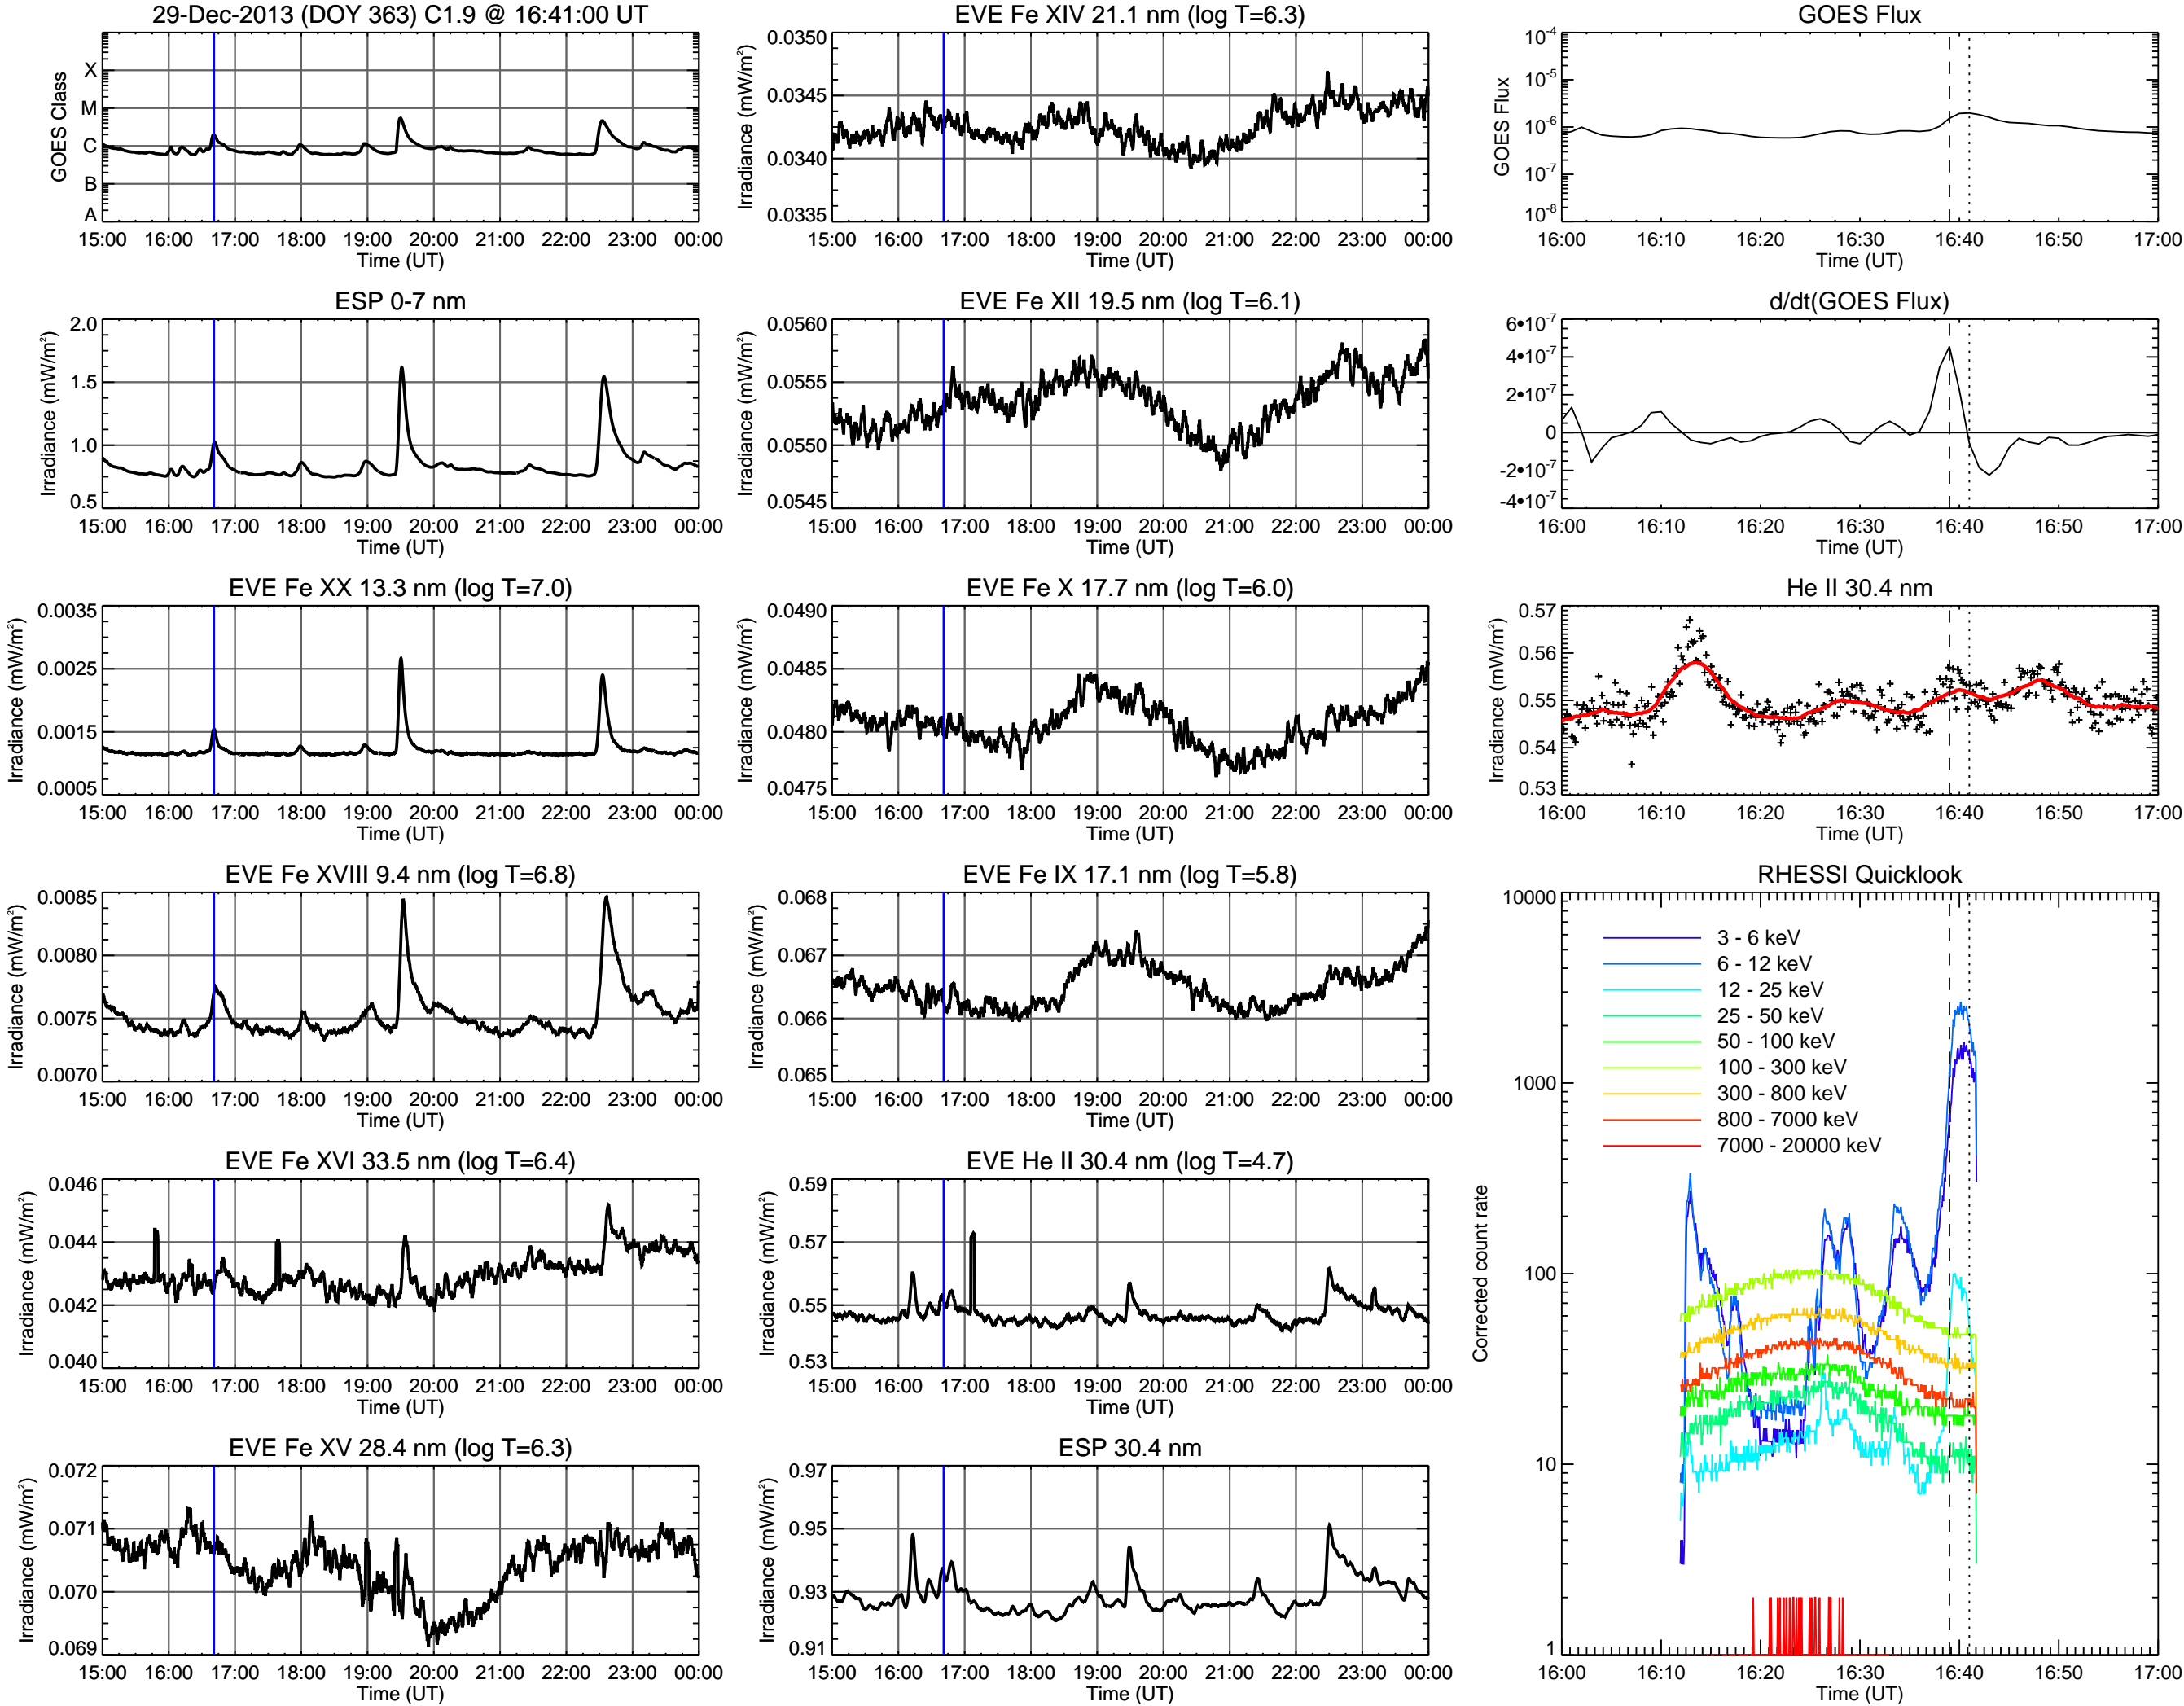 29-Dec-2013 (DOY 363) C1.9 @ 16:41:00 UT
GOES Class
X
M
C
B
A
15:00 16:00 17:00 18:00 19:00 20:00 21:00 22:00 23:00 00:00
Time (UT)
ESP 0-7 nm
Irradiance (mW/m²)
2.0
1.5
1.0
0.5
15:00 16:00 17:00 18:00 19:00 20:00 21:00 22:00 23:00 00:00
Time (UT)
EVE Fe XX 13.3 nm (log T=7.0)
Irradiance (mW/m²)
0.0035
0.0025
0.0015
0.0005
15:00 16:00 17:00 18:00 19:00 20:00 21:00 22:00 23:00 00:00
Time (UT)
EVE Fe XVIII 9.4 nm (log T=6.8)
Irradiance (mW/m²)
0.0085
0.0080
0.0075
0.0070
15:00 16:00 17:00 18:00 19:00 20:00 21:00 22:00 23:00 00:00
Time (UT)
EVE Fe XVI 33.5 nm (log T=6.4)
Irradiance (mW/m²)
0.046
0.044
0.042
0.040
15:00 16:00 17:00 18:00 19:00 20:00 21:00 22:00 23:00 00:00
Time (UT)
EVE Fe XV 28.4 nm (log T=6.3)
Irradiance (mW/m²)
0.072
0.071
0.070
0.069
15:00 16:00 17:00 18:00 19:00 20:00 21:00 22:00 23:00 00:00
Time (UT)
EVE Fe XIV 21.1 nm (log T=6.3)
Irradiance (mW/m²)
0.0350
0.0345
0.0340
0.0335
15:00 16:00 17:00 18:00 19:00 20:00 21:00 22:00 23:00 00:00
Time (UT)
EVE Fe XII 19.5 nm (log T=6.1)
Irradiance (mW/m²)
0.0560
0.0555
0.0550
0.0545
15:00 16:00 17:00 18:00 19:00 20:00 21:00 22:00 23:00 00:00
Time (UT)
EVE Fe X 17.7 nm (log T=6.0)
Irradiance (mW/m²)
0.0490
0.0485
0.0480
0.0475
15:00 16:00 17:00 18:00 19:00 20:00 21:00 22:00 23:00 00:00
Time (UT)
EVE Fe IX 17.1 nm (log T=5.8)
Irradiance (mW/m²)
0.068
0.067
0.066
0.065
15:00 16:00 17:00 18:00 19:00 20:00 21:00 22:00 23:00 00:00
Time (UT)
EVE He II 30.4 nm (log T=4.7)
Irradiance (mW/m²)
0.59
0.57
0.55
0.53
15:00 16:00 17:00 18:00 19:00 20:00 21:00 22:00 23:00 00:00
Time (UT)
ESP 30.4 nm
Irradiance (mW/m²)
0.97
0.95
0.93
0.91
15:00 16:00 17:00 18:00 19:00 20:00 21:00 22:00 23:00 00:00
Time (UT)
GOES Flux
GOES Flux
10⁻⁴
10⁻⁵
10⁻⁶
10⁻⁷
10⁻⁸
16:00 16:10 16:20 16:30 16:40 16:50 17:00
Time (UT)
d/dt(GOES Flux)
6•10⁻⁷
4•10⁻⁷
2•10⁻⁷
0
-2•10⁻⁷
-4•10⁻⁷
16:00 16:10 16:20 16:30 16:40 16:50 17:00
Time (UT)
He II 30.4 nm
Irradiance (mW/m²)
0.57
0.56
0.55
0.54
0.53
16:00 16:10 16:20 16:30 16:40 16:50 17:00
Time (UT)
RHESSI Quicklook
Corrected count rate
10000
1000
100
10
1
3 - 6 keV
6 - 12 keV
12 - 25 keV
25 - 50 keV
50 - 100 keV
100 - 300 keV
300 - 800 keV
800 - 7000 keV
7000 - 20000 keV
16:00 16:10 16:20 16:30 16:40 16:50 17:00
Time (UT)